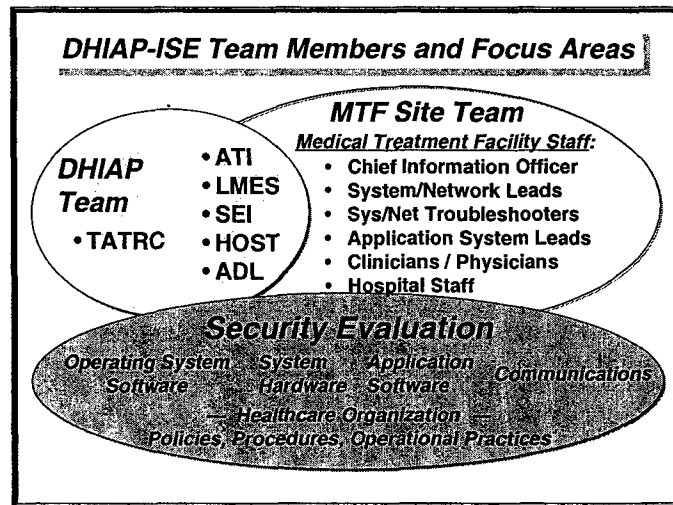 DHIAP-ISE Team Members and Focus Areas
DHIAP
Team
• TATRC
• ATI
• LMES
• SEI
• HOST
• ADL
MTF Site Team
Medical Treatment Facility Staff:
• Chief Information Officer
• System/Network Leads
• Sys/Net Troubleshooters
• Application System Leads
• Clinicians / Physicians
• Hospital Staff
Security Evaluation
Operating System
Software
System
Hardware
Application
Software
Communications
— Healthcare Organization —
Policies, Procedures, Operational Practices